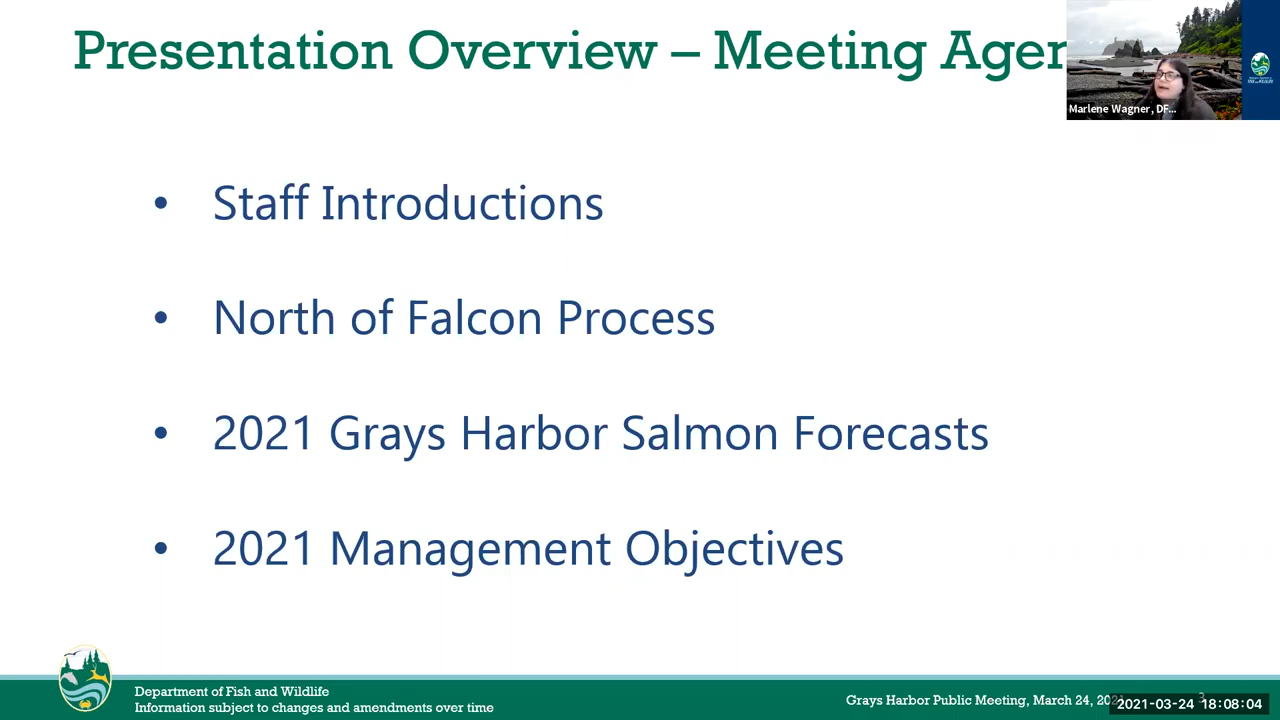 Presentation Overview – Meeting Agen
Marlene Wagner, DF...
• Staff Introductions
• North of Falcon Process
• 2021 Grays Harbor Salmon Forecasts
• 2021 Management Objectives
Department of Fish and Wildlife
Information subject to changes and amendments over time
Grays Harbor Public Meeting, March 24, 2021
3
2021-03-24 18:08:04